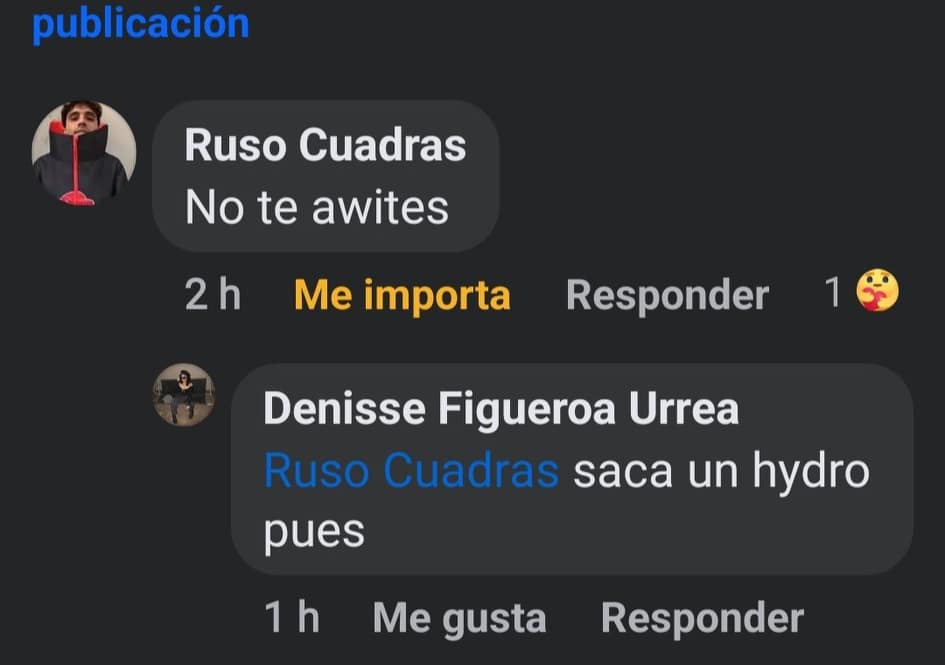 publicación
Ruso Cuadras
No te awites
2 h Me importa Responder 1
Denisse Figueroa Urrea
Ruso Cuadras saca un hydro
pues
1 h Me gusta Responder